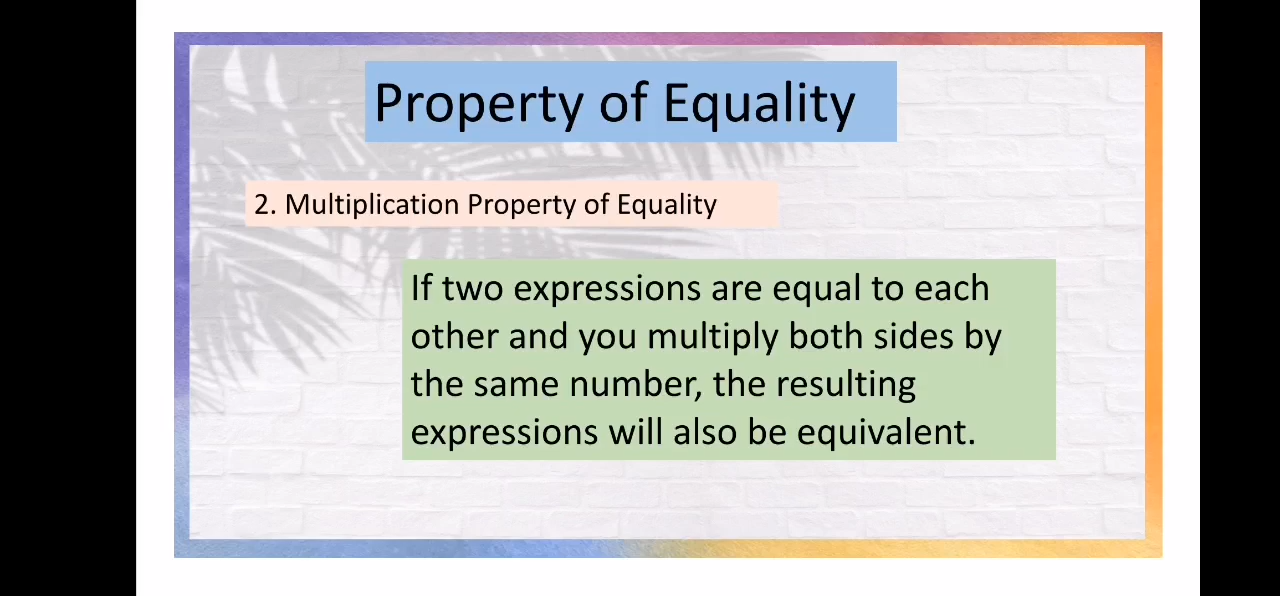 Property of Equality
2. Multiplication Property of Equality
If two expressions are equal to each
other and you multiply both sides by
the same number, the resulting
expressions will also be equivalent.